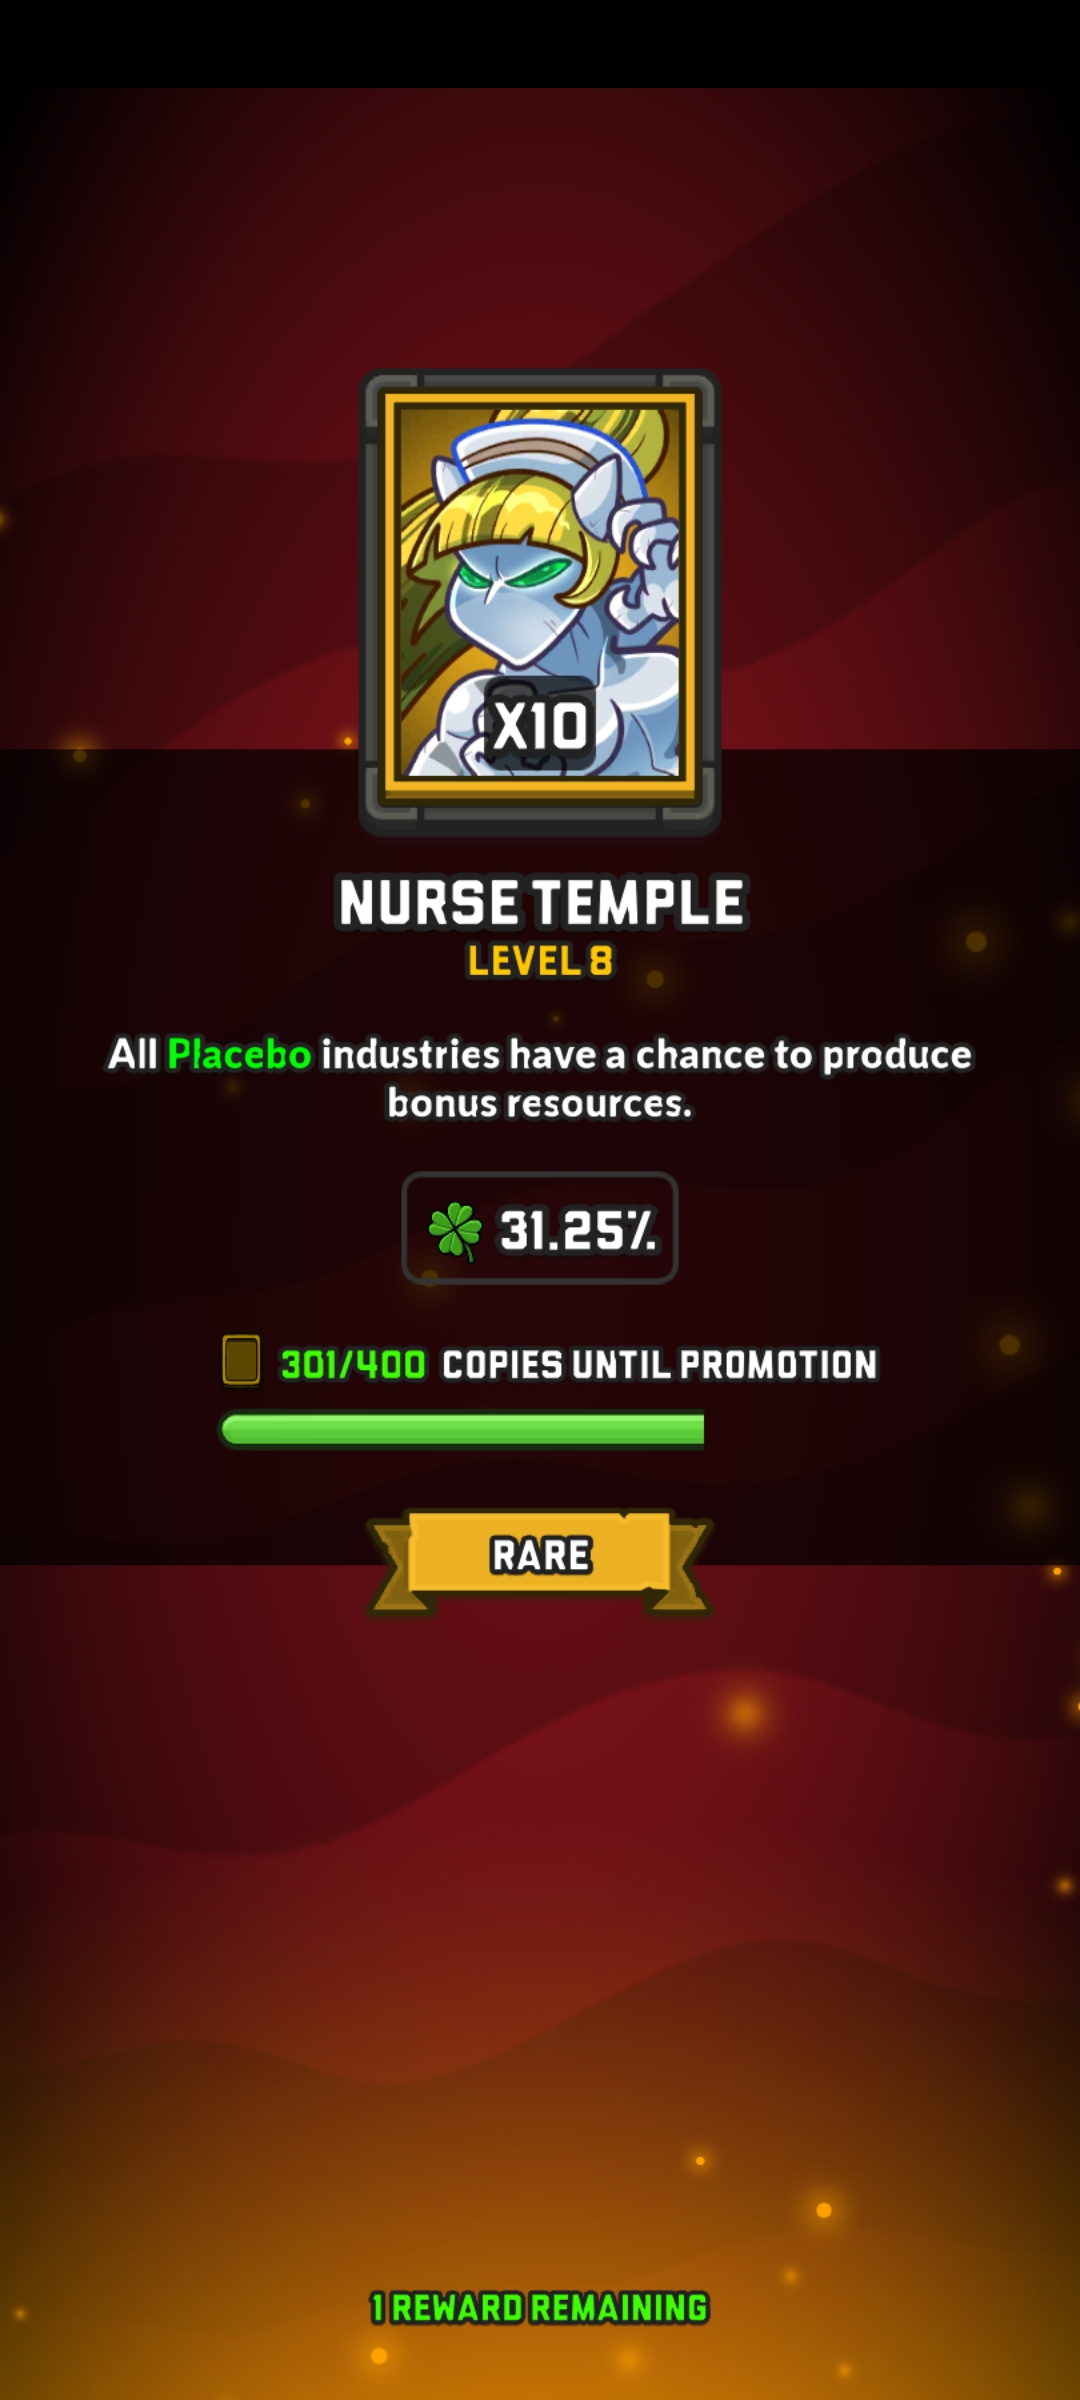 X10
NURSE TEMPLE
LEVEL 8
All Placebo industries have a chance to produce
bonus resources.
31.25%
301/400 COPIES UNTIL PROMOTION
RARE
1 REWARD REMAINING